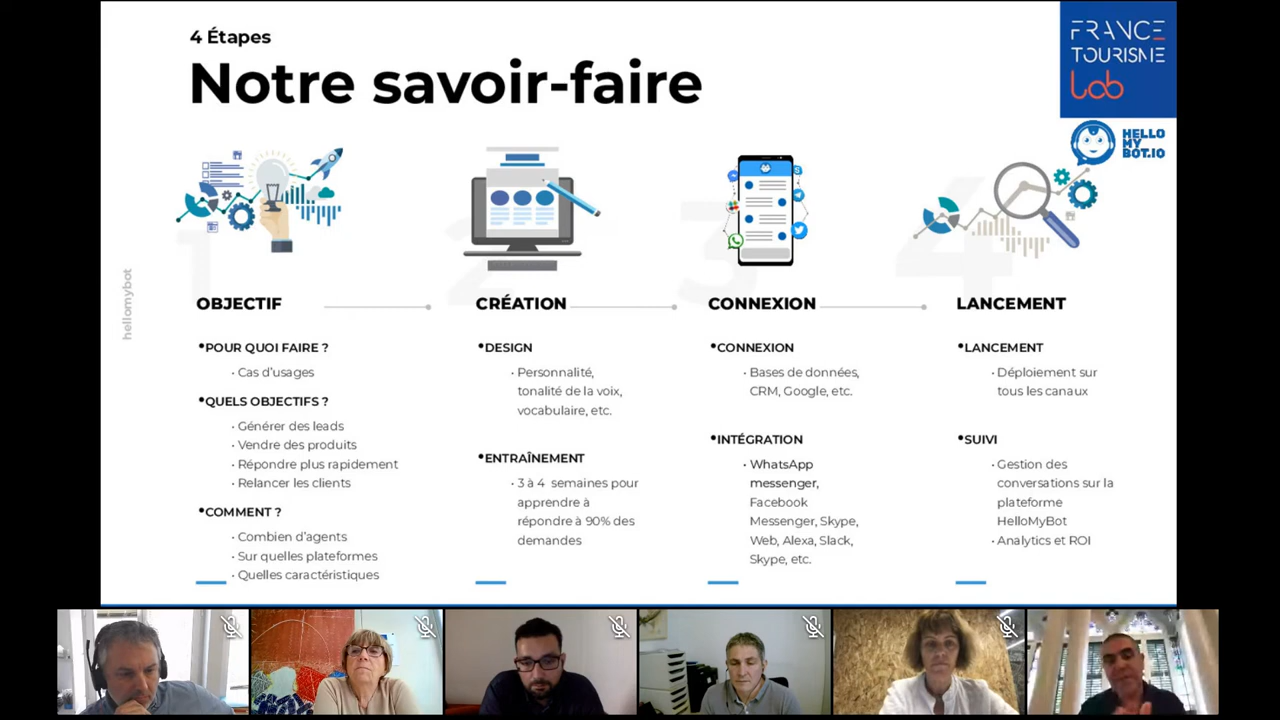 4 Étapes
Notre savoir-faire
FRANCE
TOURISME
Lab
HELLO
MY
BOT.IO
hellomybot
1
2
3
4
OBJECTIF
•POUR QUOI FAIRE ?
· Cas d'usages
•QUELS OBJECTIFS ?
· Générer des leads
· Vendre des produits
· Répondre plus rapidement
· Relancer les clients
•COMMENT ?
· Combien d'agents
· Sur quelles plateformes
· Quelles caractéristiques
CRÉATION
•DESIGN
· Personnalité,
tonalité de la voix,
vocabulaire, etc.
•ENTRAÎNEMENT
· 3 à 4 semaines pour
apprendre à
répondre à 90% des
demandes
CONNEXION
•CONNEXION
· Bases de données,
CRM, Google, etc.
•INTÉGRATION
· WhatsApp
messenger,
Facebook
Messenger, Skype,
Web, Alexa, Slack,
Skype, etc.
LANCEMENT
•LANCEMENT
· Déploiement sur
tous les canaux
•SUIVI
· Gestion des
conversations sur la
plateforme
HelloMyBot
· Analytics et ROI